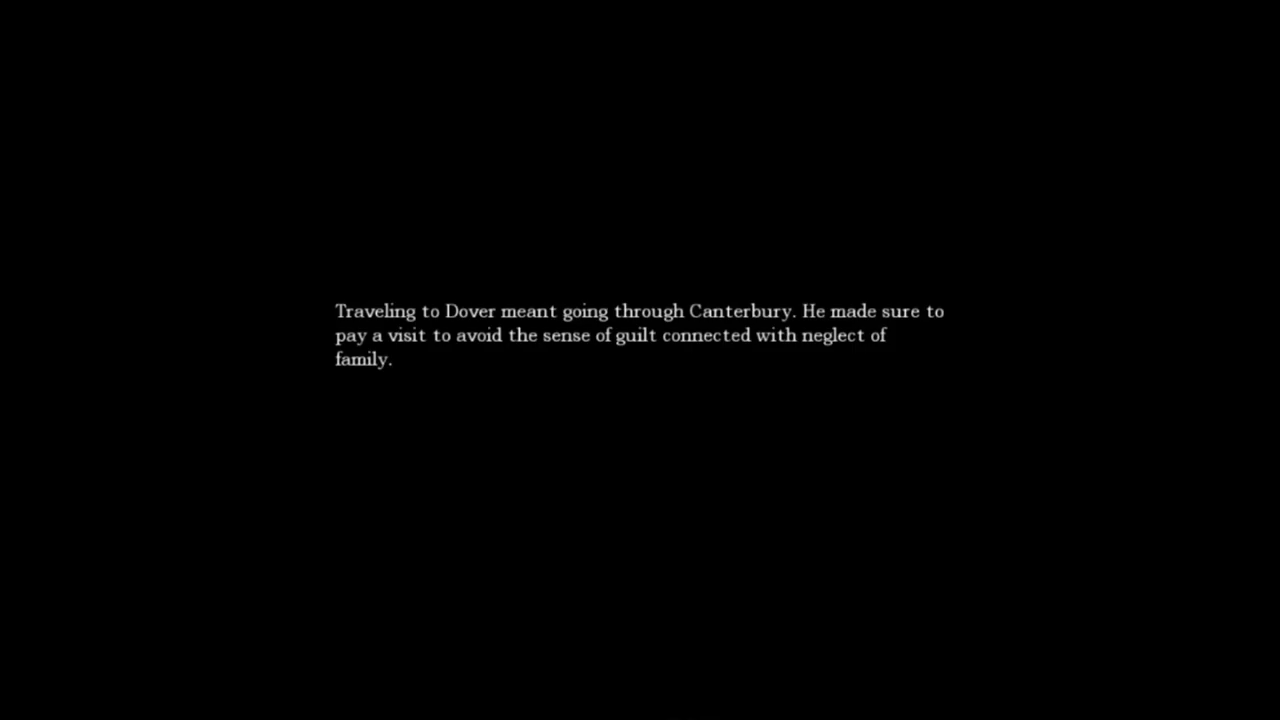 Traveling to Dover meant going through Canterbury. He made sure to
pay a visit to avoid the sense of guilt connected with neglect of
family.